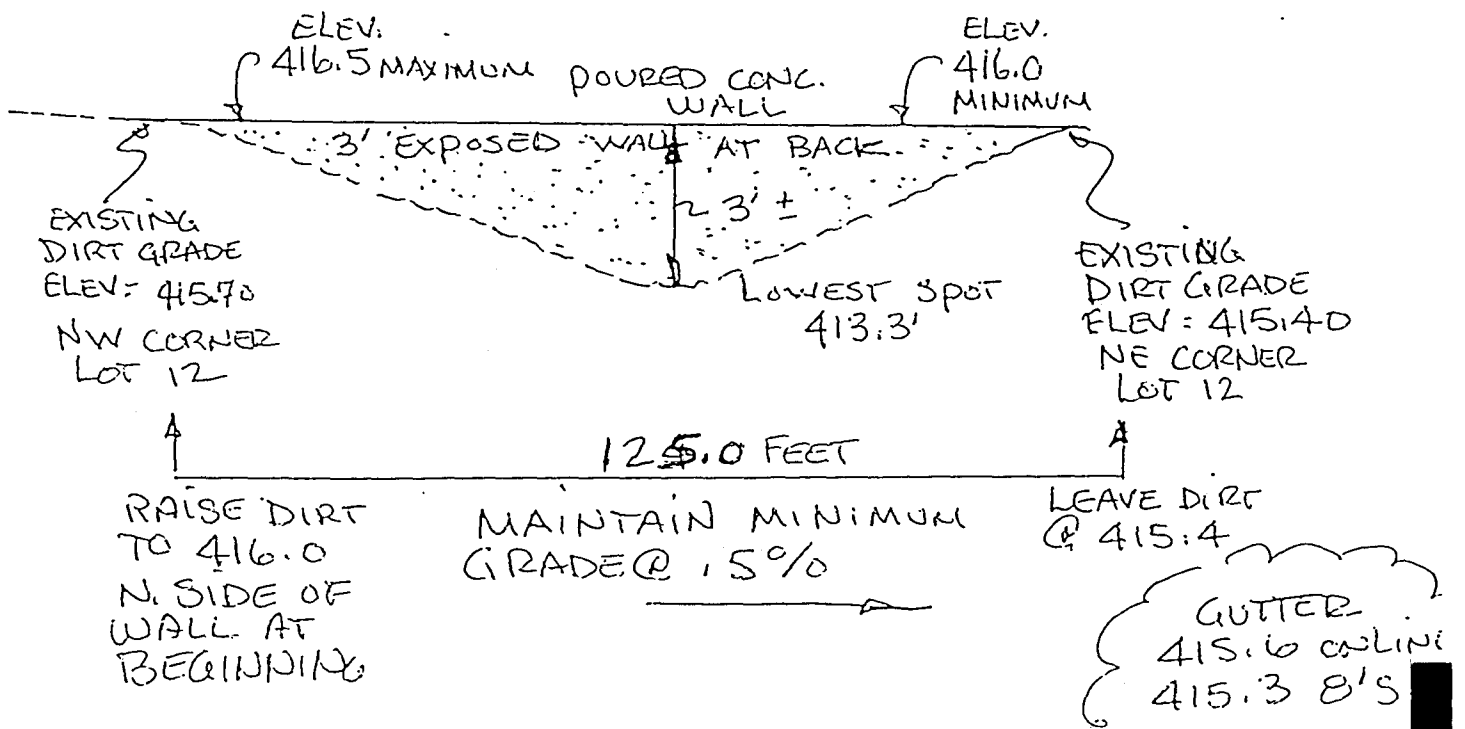 ELEV:
416.5 MAXIMUM
POURED CONC.
WALL
ELEV.
416.0
MINIMUM
3' EXPOSED WALL AT BACK
3' ±
EXISTING
DIRT GRADE
ELEV= 415.70
NW CORNER
LOT 12
LOWEST SPOT
413.3'
EXISTING
DIRT GRADE
ELEV = 415.40
NE CORNER
LOT 12
125.0 FEET
RAISE DIRT
TO 416.0
N. SIDE OF
WALL AT
BEGINNING
MAINTAIN MINIMUM
GRADE @ .5%
LEAVE DIRT
@ 415.4
GUTTER
415.6 ONLINE
415.3 8'S